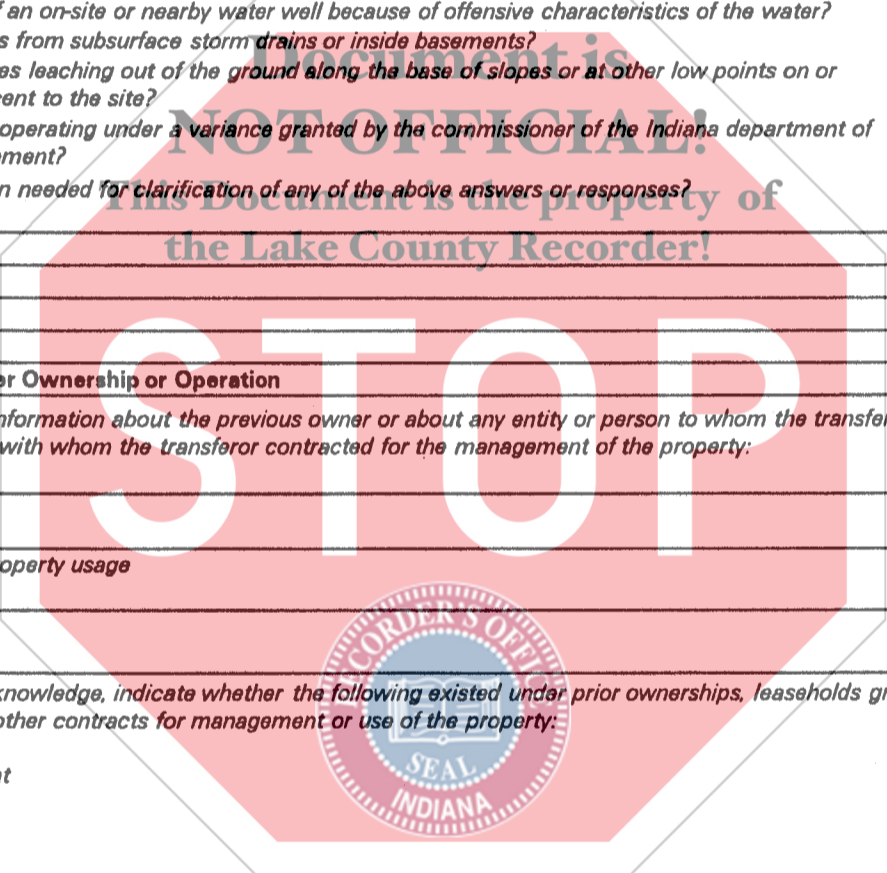 f an on-site or nearby water well because of offensive characteristics of the water?
s from subsurface storm drains or inside basements?
Document is
es leaching out of the ground along the base of slopes or at other low points on or
ent to the site?
NOT OFFICIAL!
operating under a variance granted by the commissioner of the Indiana department of
ment?
n needed for clarification of any of the above answers or responses?
This Document is the property of
the Lake County Recorder!
STOP
er Ownership or Operation
nformation about the previous owner or about any entity or person to whom the transfe
with whom the transferor contracted for the management of the property:
operty usage
RECORDER'S OFFICE
knowledge, indicate whether the following existed under prior ownerships, leaseholds gr
other contracts for management or use of the property:
SEAL
INDIANA
nt